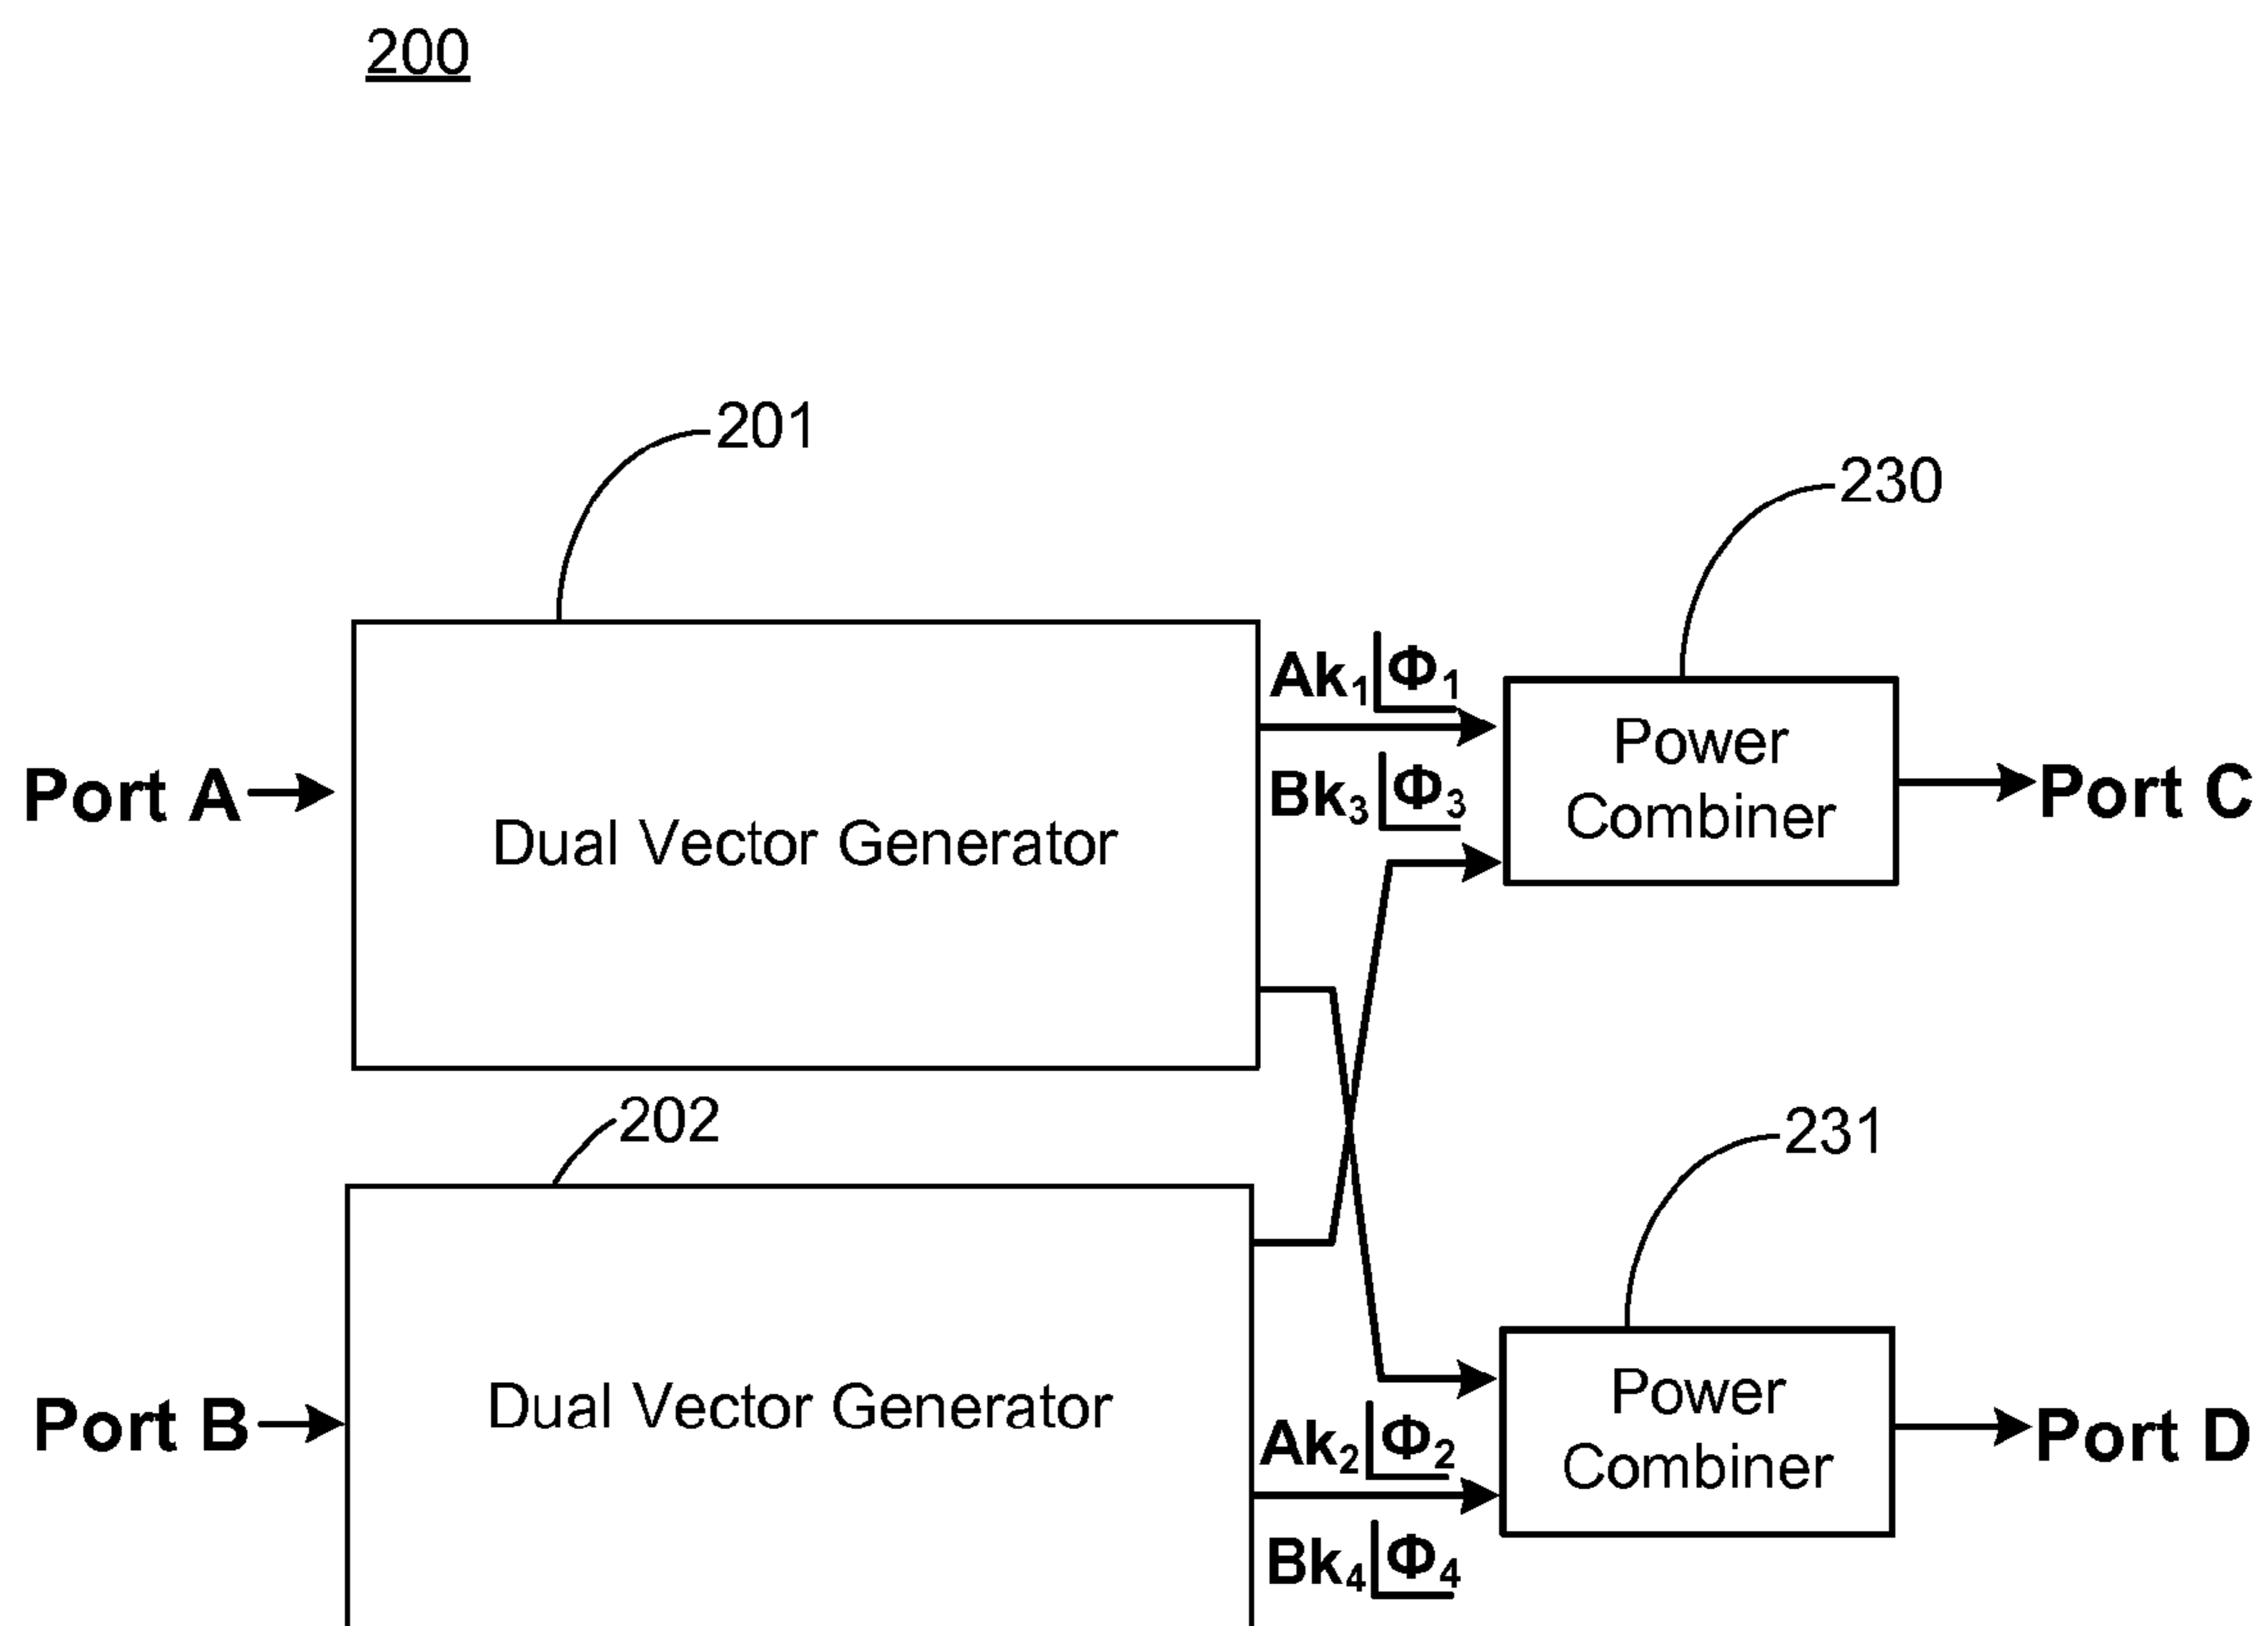 200
201
230
Ak₁ Φ₁
Power
Combiner
Port A
Bk₃ Φ₃
Port C
Dual Vector Generator
202
231
Port B
Dual Vector Generator
Power
Combiner
Ak₂ Φ₂
Port D
Bk₄ Φ₄